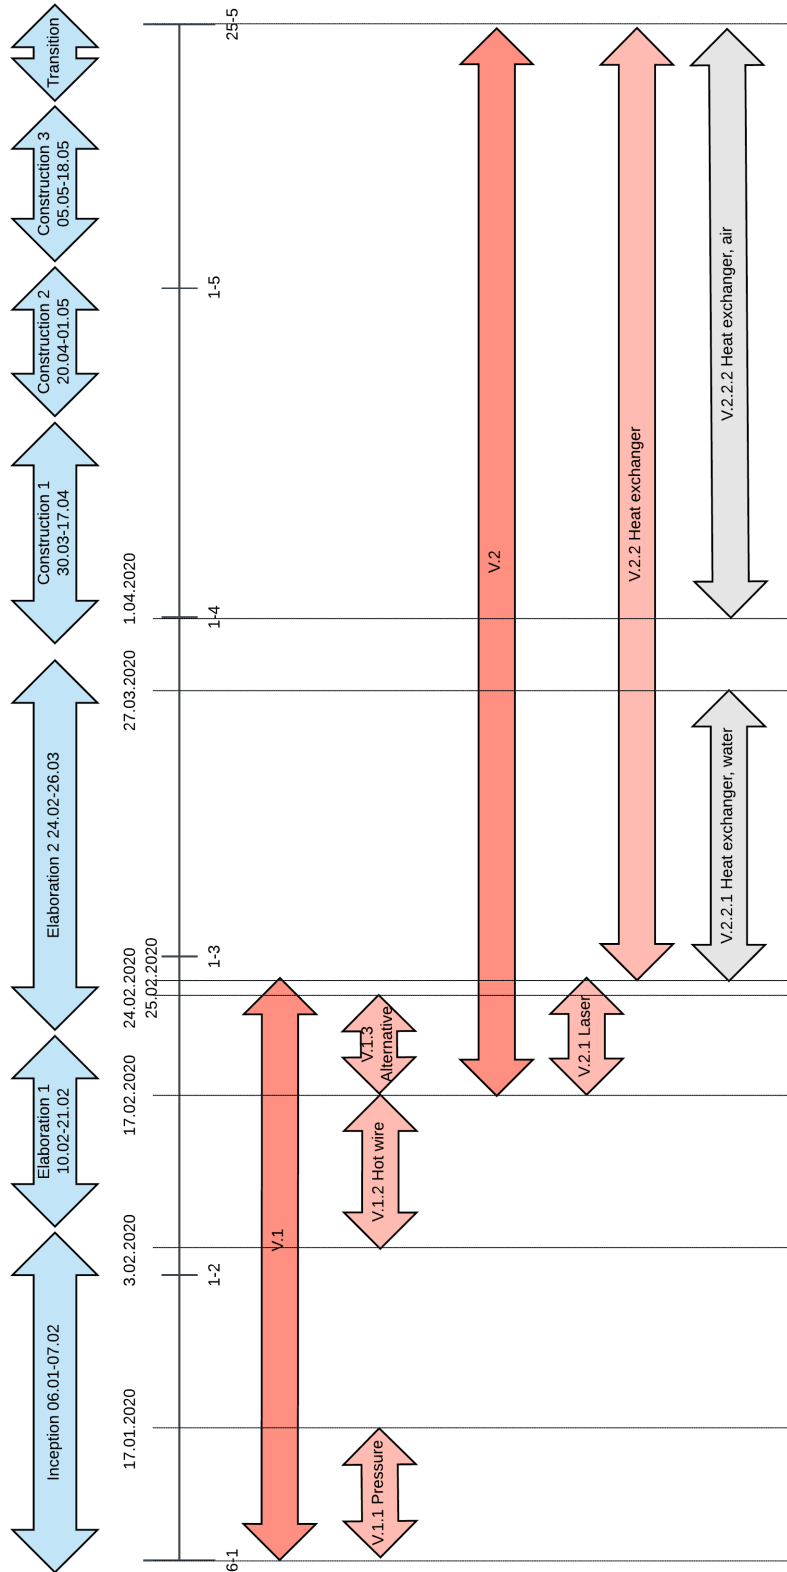 Transition
Construction 3
05.05-18.05
Construction 2
20.04-01.05
Construction 1
30.03-17.04
Elaboration 2 24.02-26.03
Elaboration 1
10.02-21.02
Inception 06.01-07.02
1.04.2020
27.03.2020
24.02.2020
25.02.2020
17.02.2020
3.02.2020
17.01.2020
25-5
1-5
1-4
1-3
1-2
6-1
V.1
V.1.3
Alternative
V.1.2 Hot wire
V.1.1 Pressure
V.2
V.2.1 Laser
V.2.2 Heat exchanger
V.2.2.2 Heat exchanger, air
V.2.2.1 Heat exchanger, water